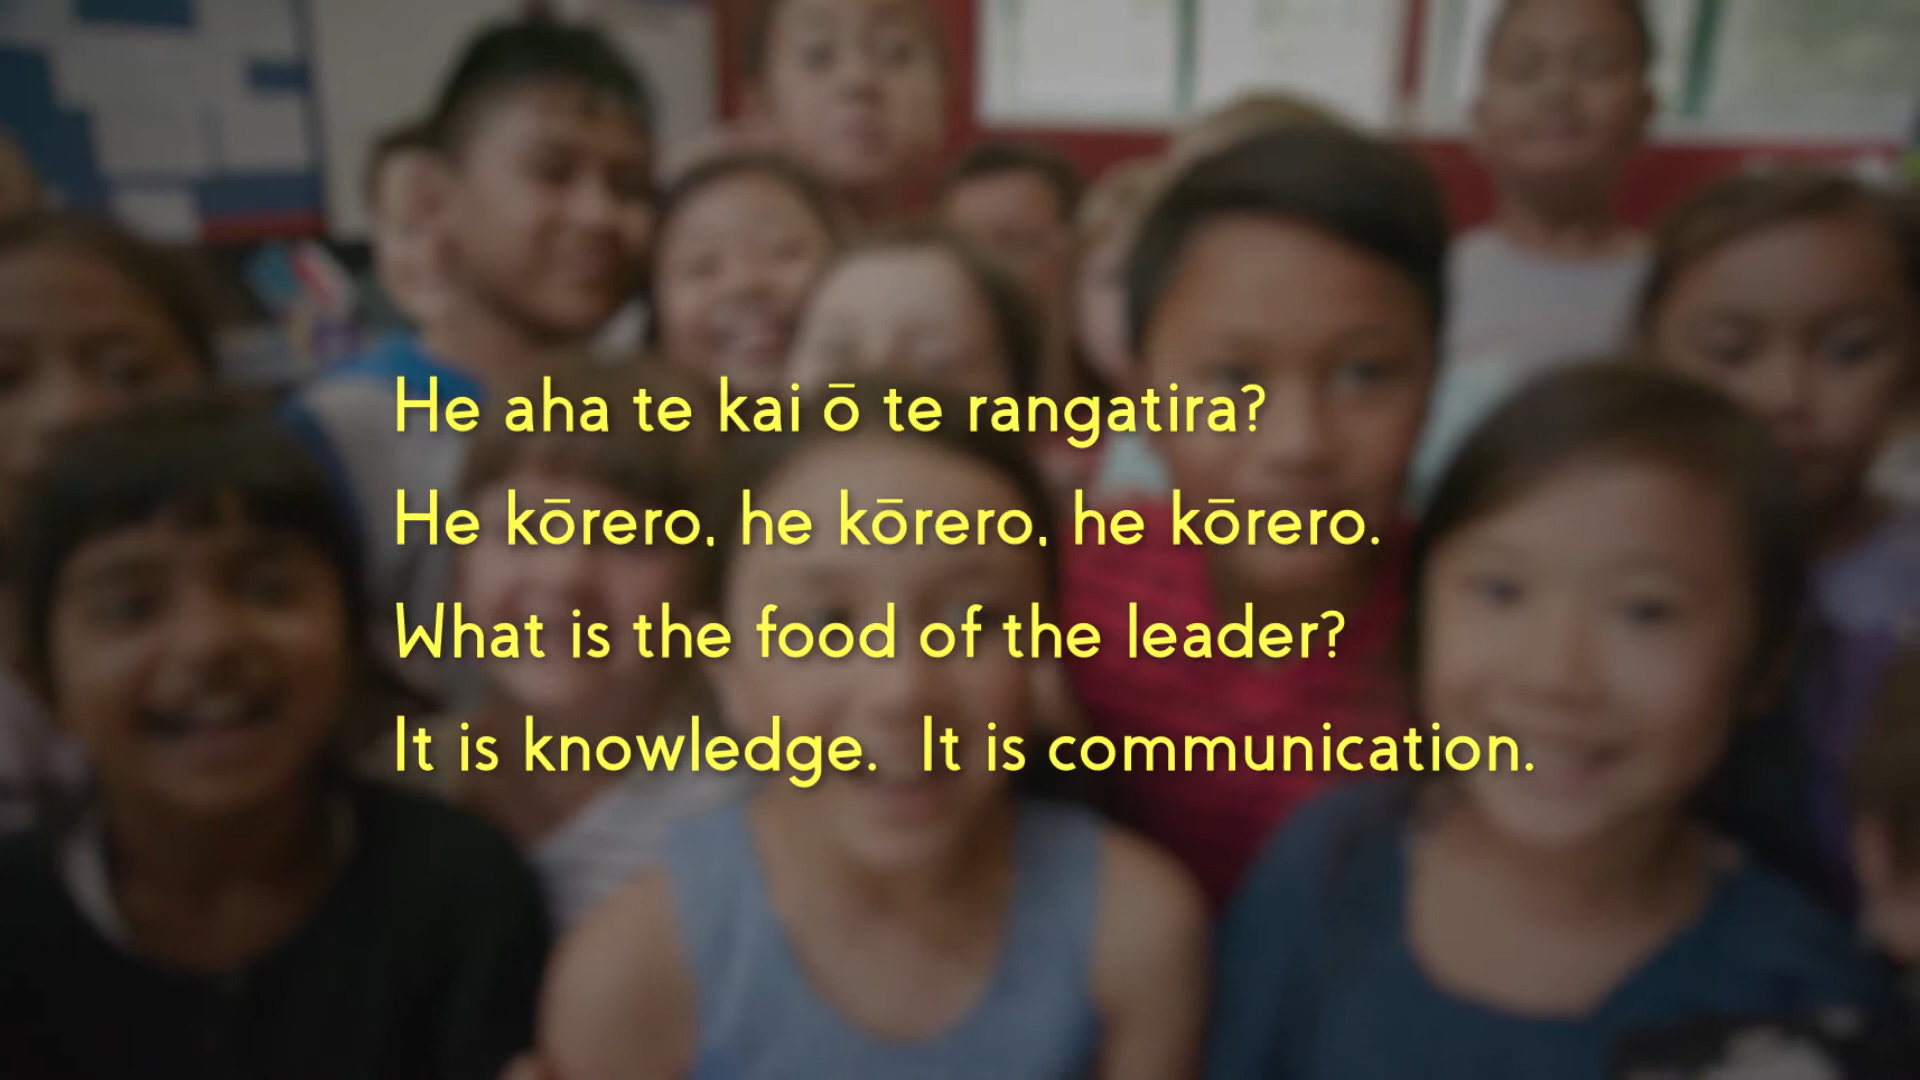 He aha te kai ō te rangatira?
He kōrero, he kōrero, he kōrero.
What is the food of the leader?
It is knowledge.  It is communication.